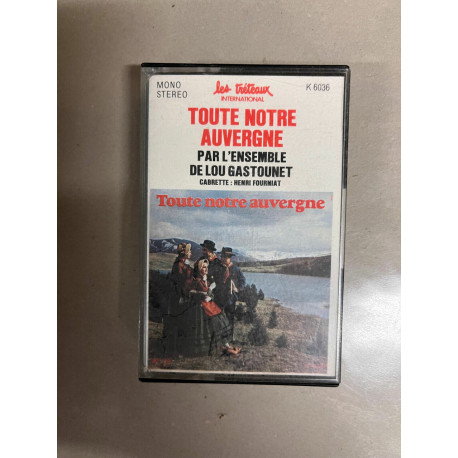 MONO
STEREO
les tréteaux
INTERNATIONAL
K 6036
TOUTE NOTRE
AUVERGNE
PAR L'ENSEMBLE
DE LOU GASTOUNET
CABRETTE : HENRI FOURNIAT
Toute notre auvergne